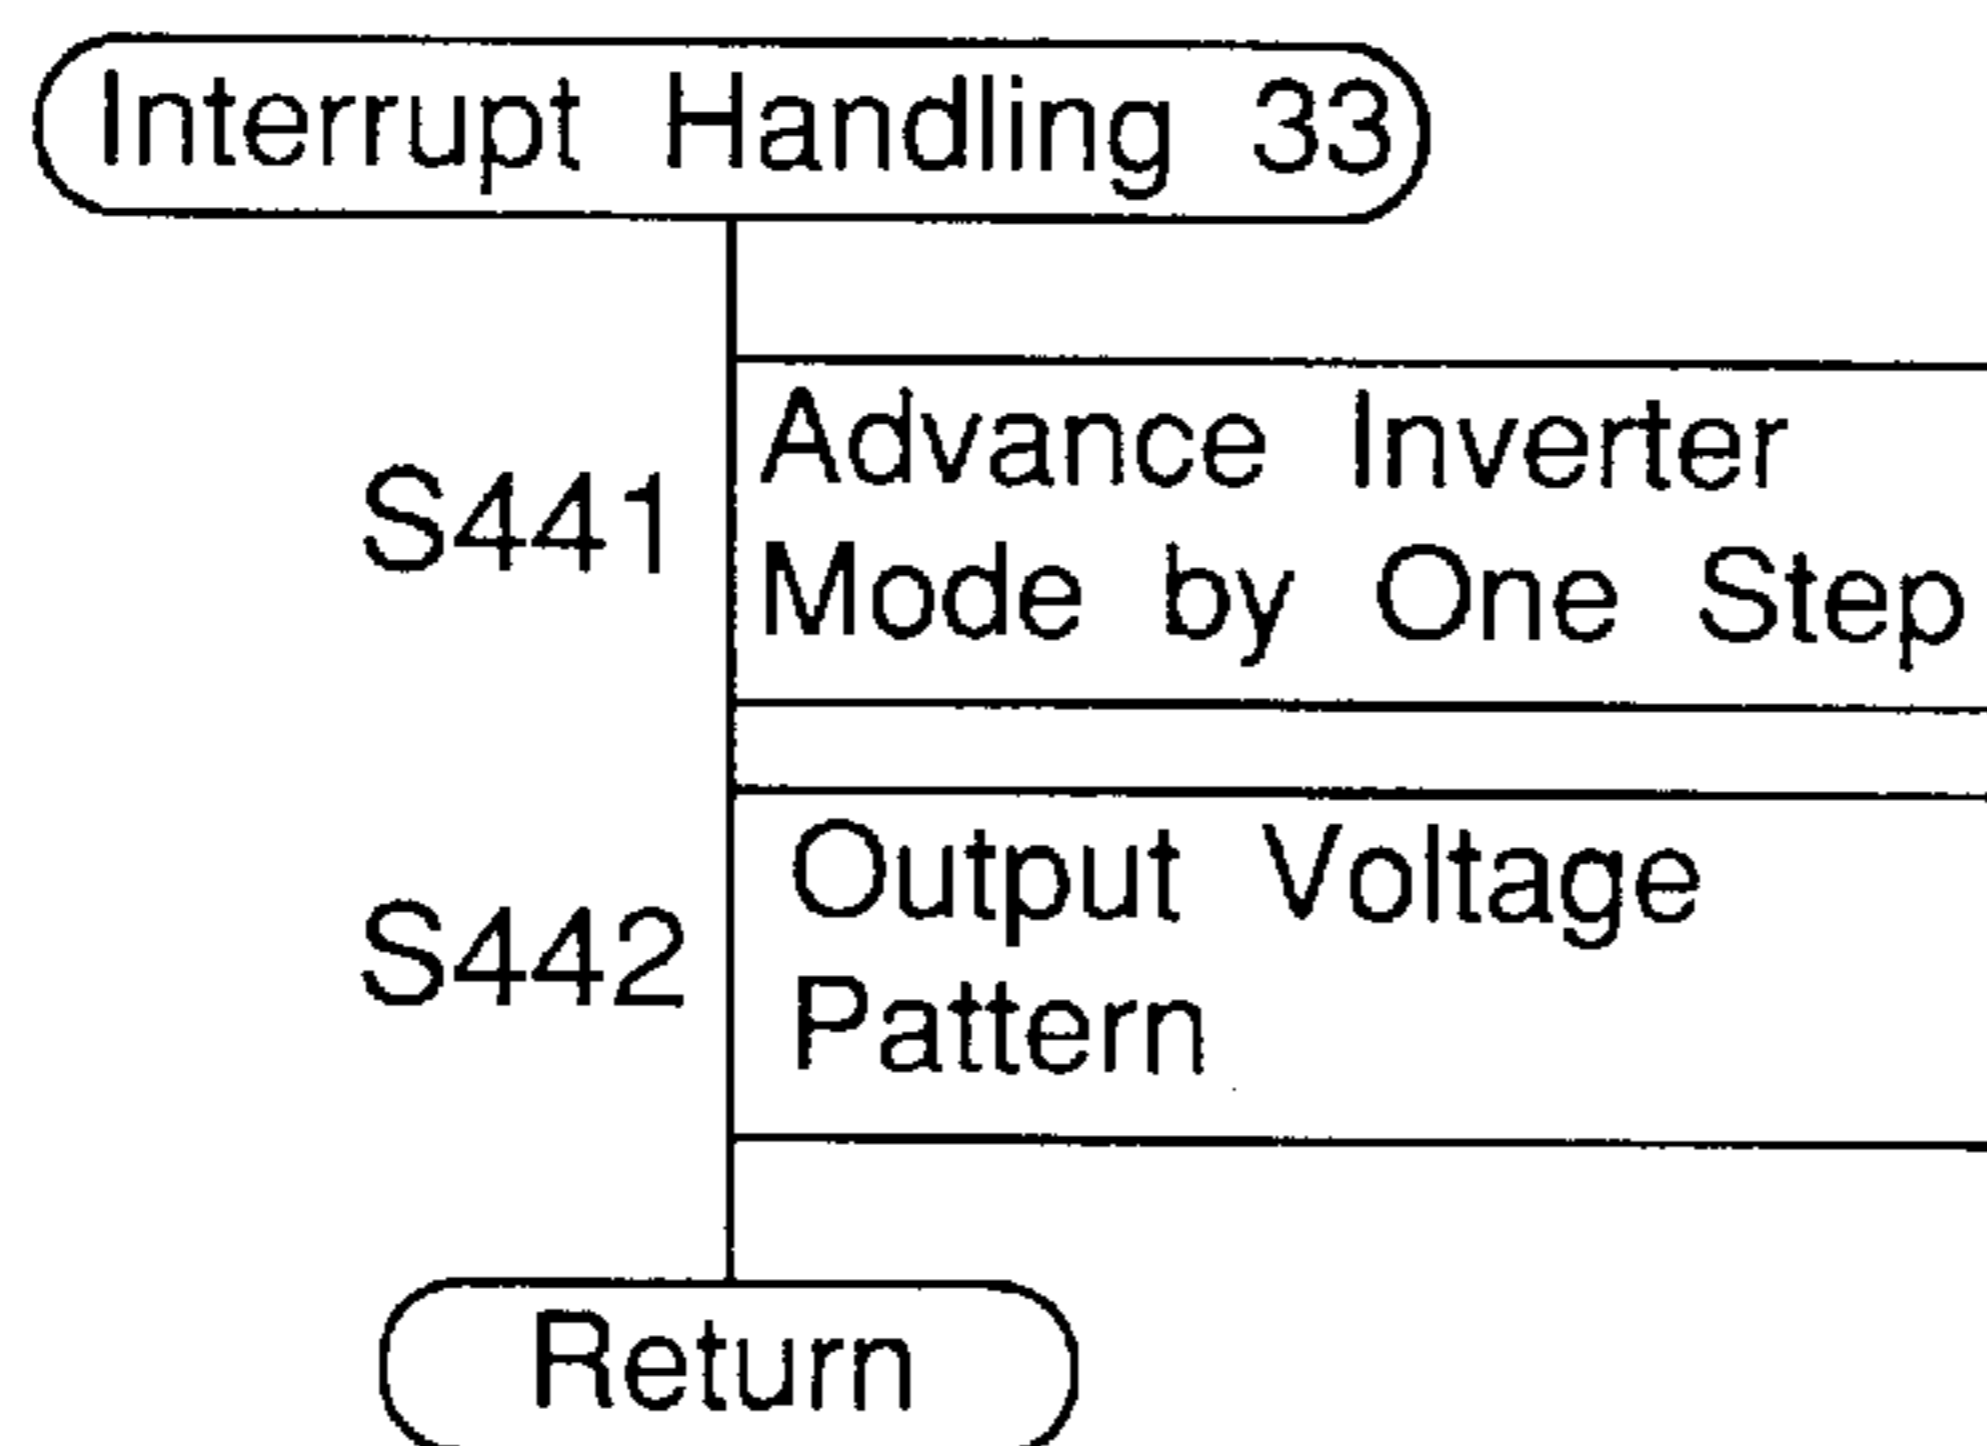 Interrupt Handling 33
S441
Advance Inverter
Mode by One Step
S442
Output Voltage
Pattern
Return